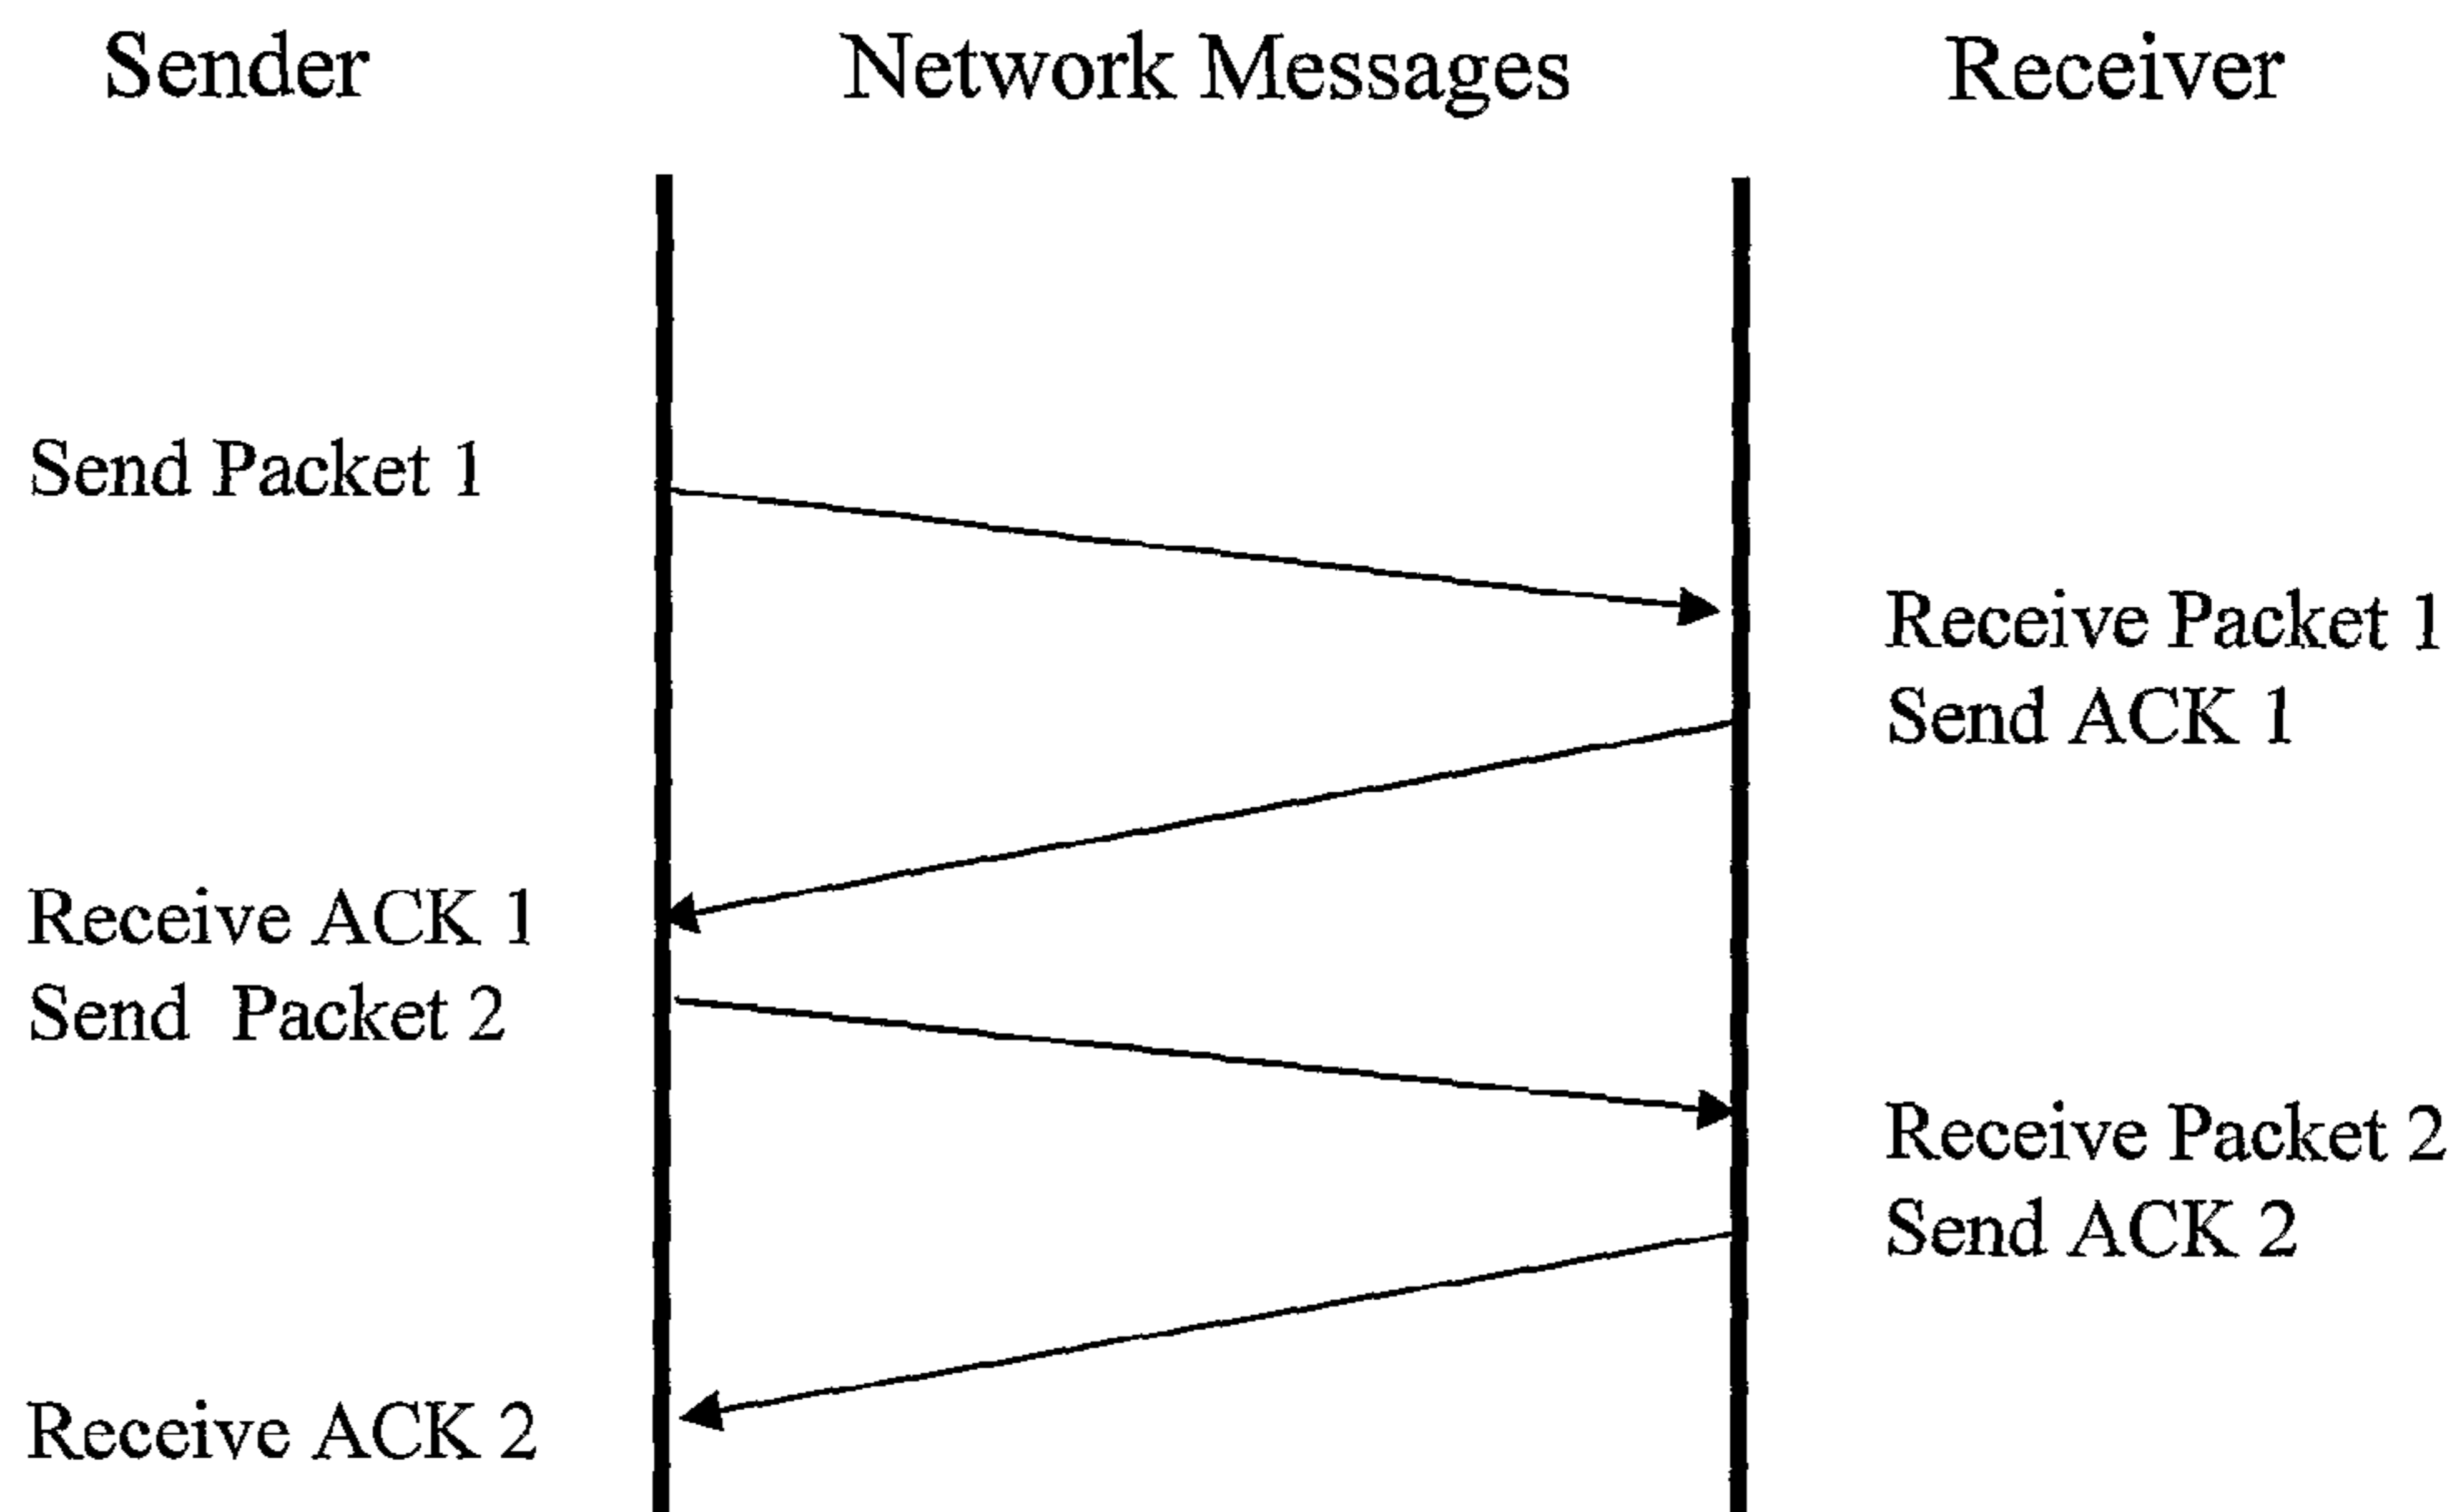 Sender Network Messages Receiver
Send Packet 1
Receive Packet 1
Send ACK 1
Receive ACK 1
Send Packet 2
Receive Packet 2
Send ACK 2
Receive ACK 2